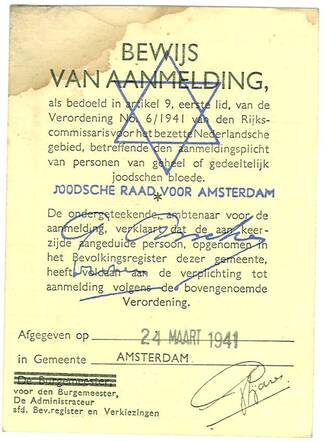 BEWIJS
VAN AANMELDING,
als bedoeld in artikel 9, eerste lid, van de
Verordening No. 6/1941 van den Rijks-
commissaris voor het bezette Nederlandsche
gebied, betreffende den aanmeldingsplicht
van personen van geheel of gedeeltelijk
joodschen bloede.
JOODSCHE RAAD VOOR AMSTERDAM
*
De ondergeteekende, ambtenaar voor de
aanmelding, verklaart, dat de aan keer-
zijde aangeduide persoon, opgenomen in
het Bevolkingsregister dezer gemeente,
heeft voldaan aan de verplichting tot
aanmelding volgens de bovengenoemde
Verordening.
Afgegeven op 24 MAART 1941
in Gemeente AMSTERDAM
De Burgemeester,
voor den Burgemeester,
De Administrateur
afd. Bev.register en Verkiezingen